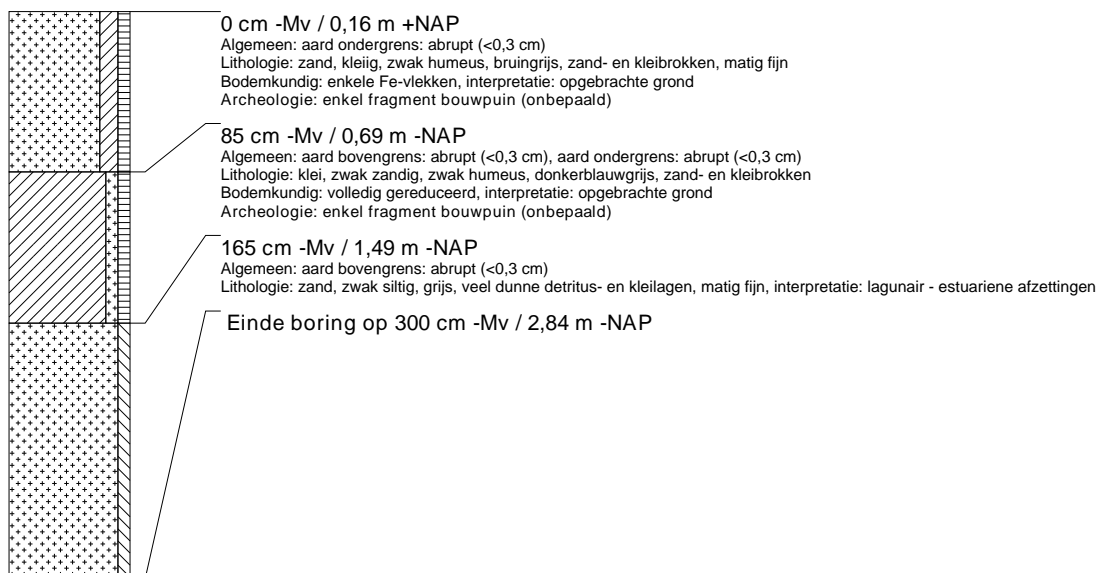 0 cm -Mv / 0,16 m +NAP
Algemeen: aard ondergrens: abrupt (<0,3 cm)
Lithologie: zand, kleiig, zwak humeus, bruingrijs, zand- en kleibrokken, matig fijn
Bodemkundig: enkele Fe-vlekken, interpretatie: opgebrachte grond
Archeologie: enkel fragment bouwpuin (onbepaald)
85 cm -Mv / 0,69 m -NAP
Algemeen: aard bovengrens: abrupt (<0,3 cm), aard ondergrens: abrupt (<0,3 cm)
Lithologie: klei, zwak zandig, zwak humeus, donkerblauwgrijs, zand- en kleibrokken
Bodemkundig: volledig gereduceerd, interpretatie: opgebrachte grond
Archeologie: enkel fragment bouwpuin (onbepaald)
165 cm -Mv / 1,49 m -NAP
Algemeen: aard bovengrens: abrupt (<0,3 cm)
Lithologie: zand, zwak siltig, grijs, veel dunne detritus- en kleilagen, matig fijn, interpretatie: lagunair - estuariene afzettingen
Einde boring op 300 cm -Mv / 2,84 m -NAP